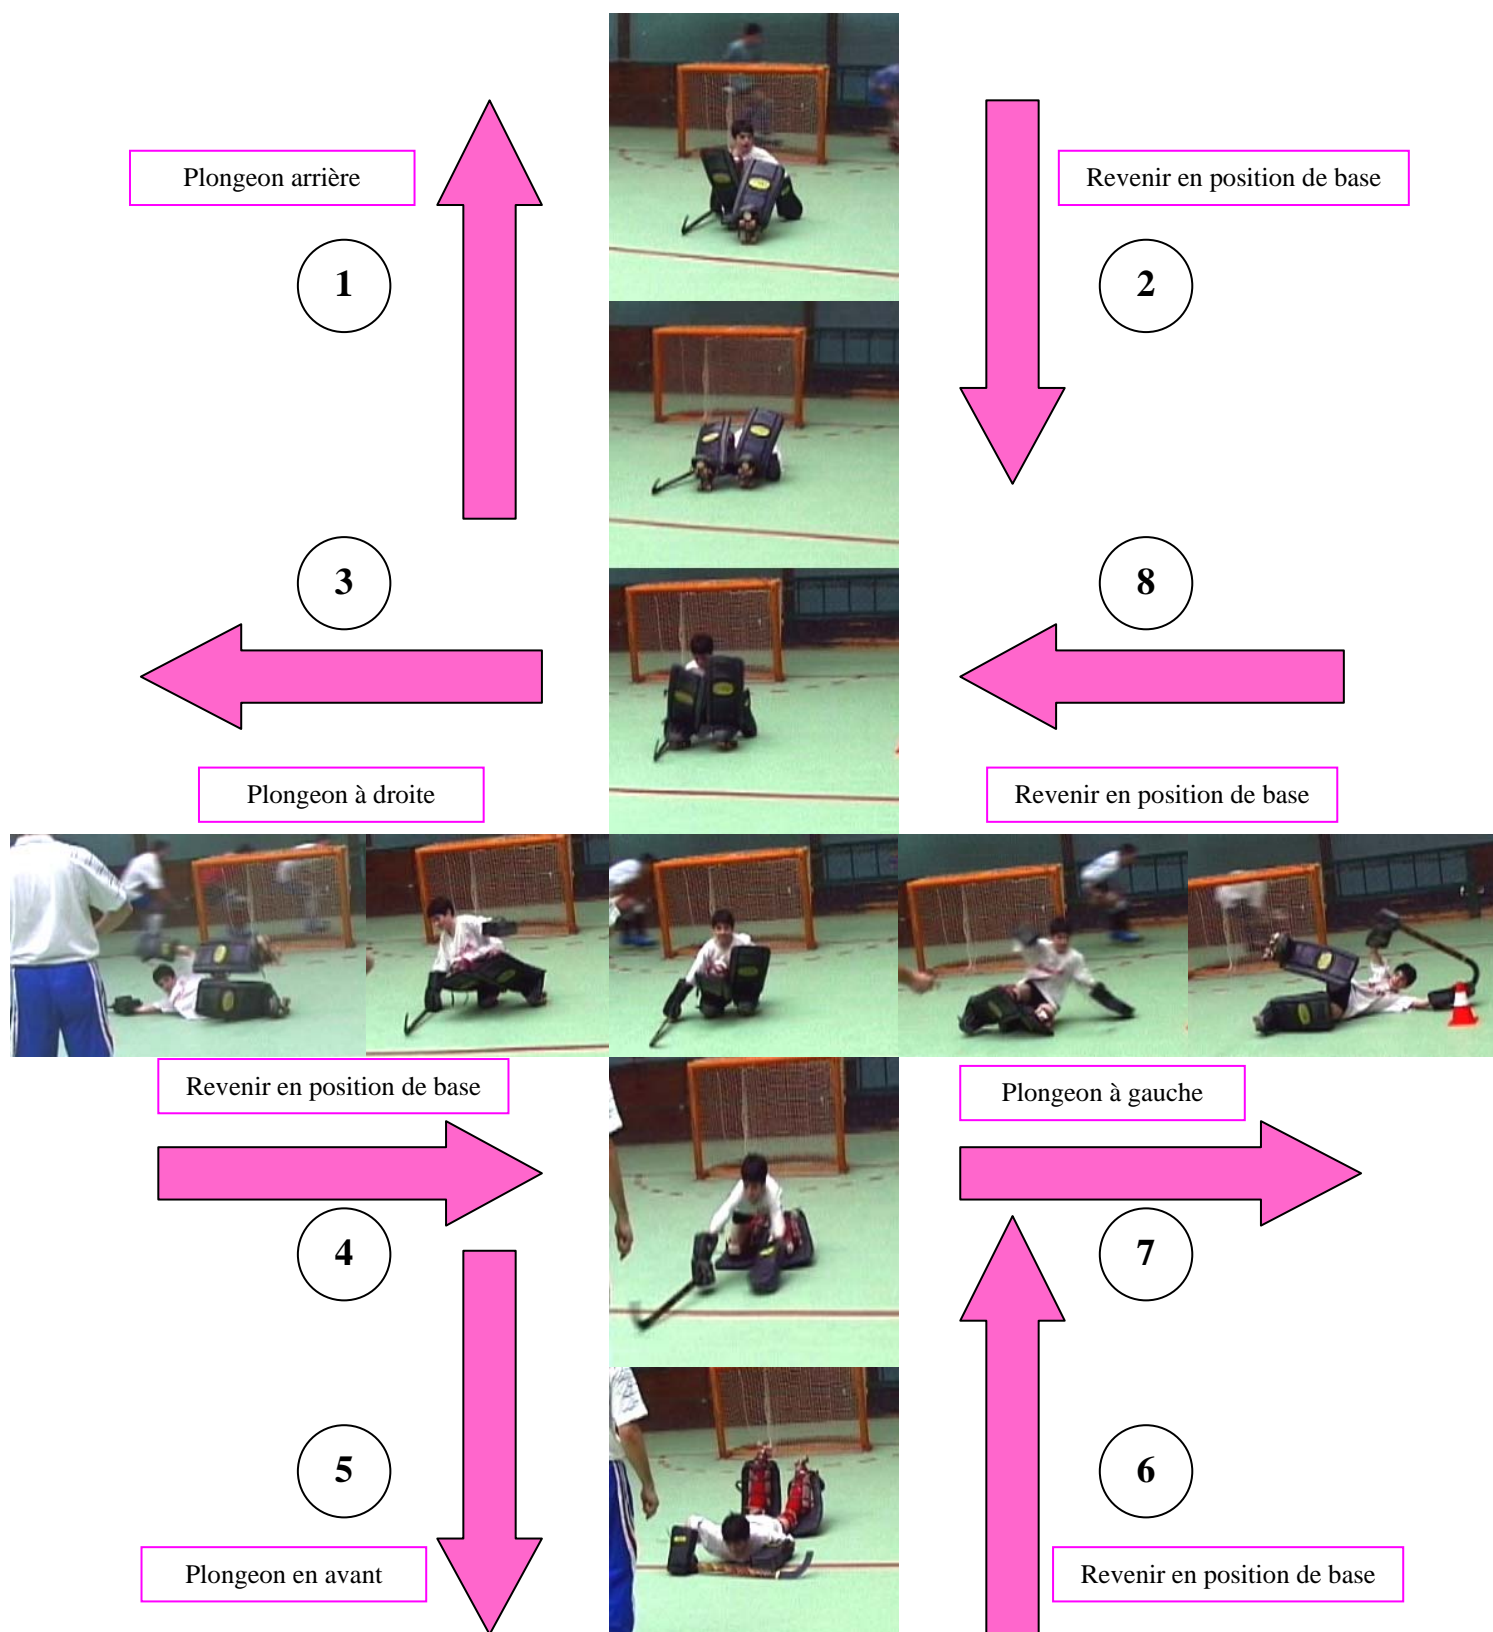 Plongeon arrière
Revenir en position de base
1
2
3
8
Plongeon à droite
Revenir en position de base
Revenir en position de base
Plongeon à gauche
4
7
5
6
Plongeon en avant
Revenir en position de base